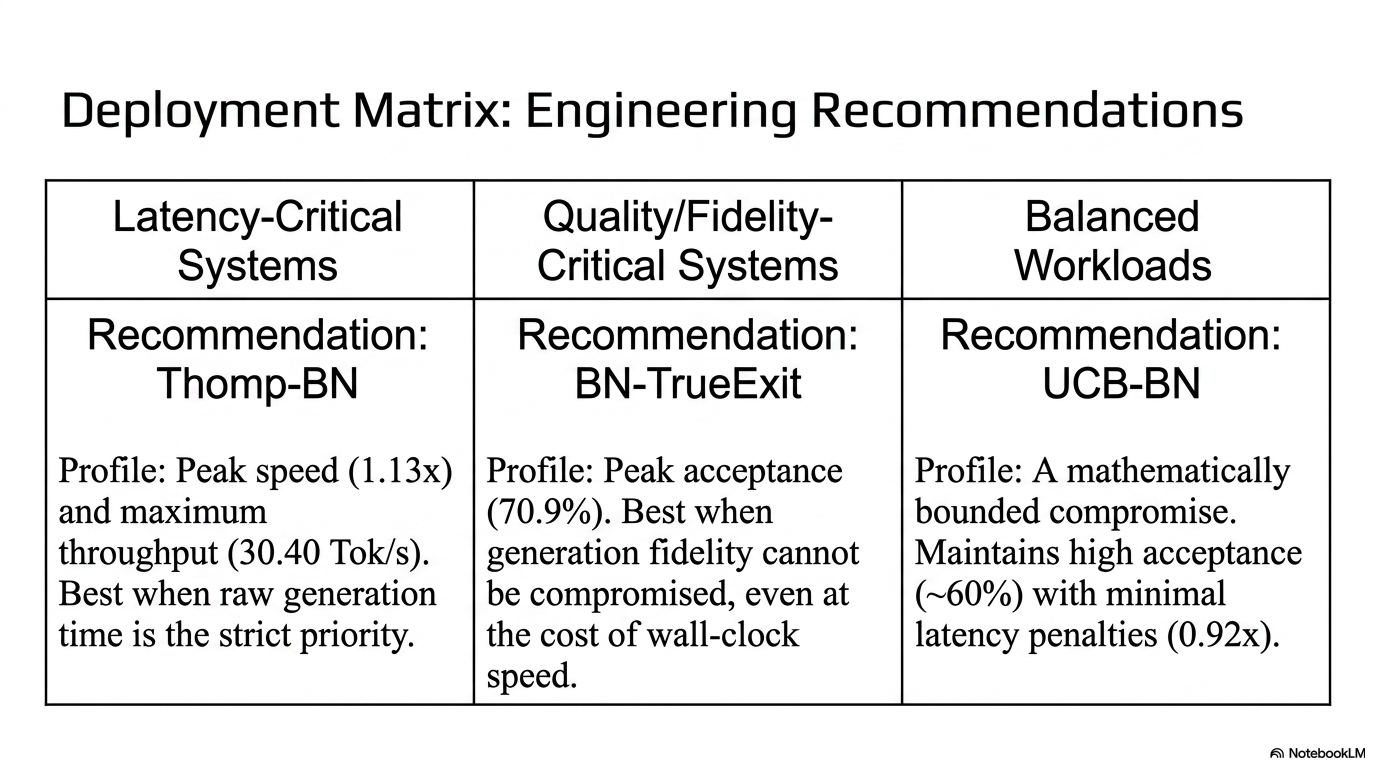 Deployment Matrix: Engineering Recommendations
Latency-Critical
Systems
Quality/Fidelity-
Critical Systems
Balanced
Workloads
Recommendation:
Thomp-BN
Profile: Peak speed (1.13x)
and maximum
throughput (30.40 Tok/s).
Best when raw generation
time is the strict priority.
Recommendation:
BN-TrueExit
Profile: Peak acceptance
(70.9%). Best when
generation fidelity cannot
be compromised, even at
the cost of wall-clock
speed.
Recommendation:
UCB-BN
Profile: A mathematically
bounded compromise.
Maintains high acceptance
(~60%) with minimal
latency penalties (0.92x).
NotebookLM